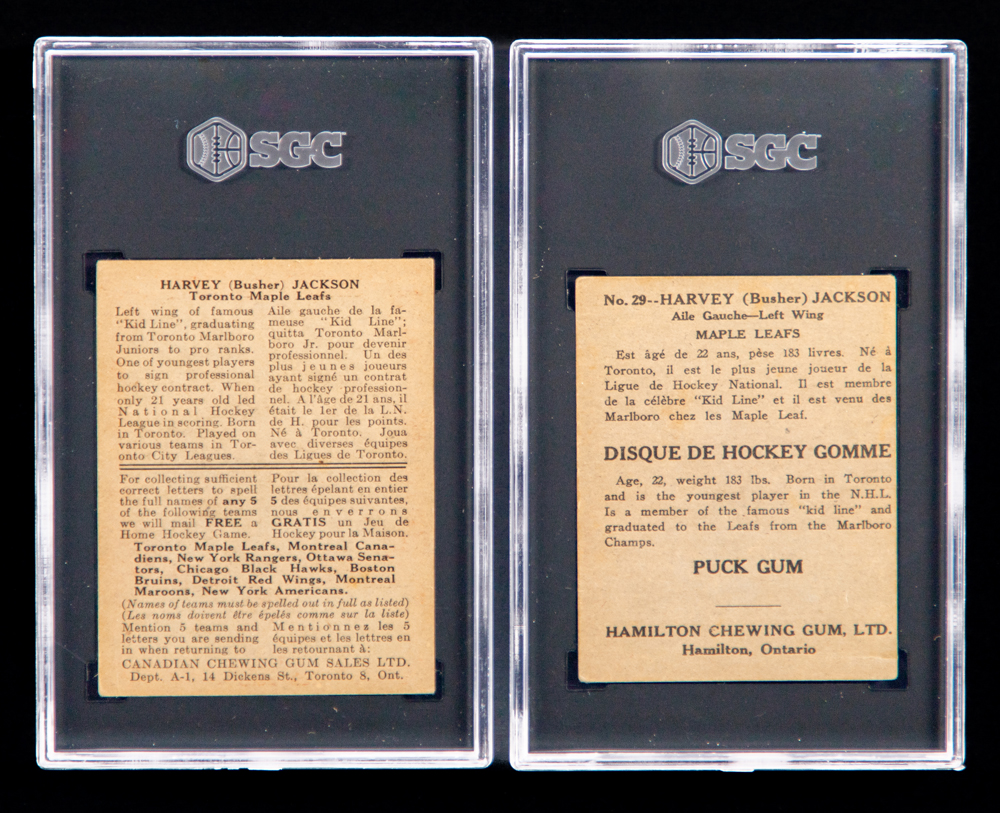 SGC
HARVEY (Busher) JACKSON
Toronto Maple Leafs
Left wing of famous
"Kid Line", graduating
from Toronto Marlboro
Juniors to pro ranks.
One of youngest players
to sign professional
hockey contract. When
only 21 years old led
National Hockey
League in scoring. Born
in Toronto. Played on
various teams in Tor-
onto City Leagues.
Aile gauche de la fa-
meuse "Kid Line";
quitta Toronto Marl-
boro Jr. pour devenir
professionnel. Un des
plus jeunes joueurs
ayant signé un contrat
de hockey profession-
nel. A l'âge de 21 ans, il
était le 1er de la L.N.
de H. pour les points.
Né à Toronto. Joua
avec diverses équipes
des Ligues de Toronto.
For collecting sufficient
correct letters to spell
the full names of any 5
of the following teams
we will mail FREE a
Home Hockey Game.
Pour la collection des
lettres épelant en entier
5 des équipes suivantes,
nous enverrons
GRATIS un Jeu de
Hockey pour la Maison.
Toronto Maple Leafs, Montreal Cana-
diens, New York Rangers, Ottawa Sena-
tors, Chicago Black Hawks, Boston
Bruins, Detroit Red Wings, Montreal
Maroons, New York Americans.
(Names of teams must be spelled out in full as listed)
(Les noms doivent être épelés comme sur la liste)
Mention 5 teams and
letters you are sending
in when returning to
Mentionnez les 5
équipes et les lettres en
les retournant à:
CANADIAN CHEWING GUM SALES LTD.
Dept. A-1, 14 Dickens St., Toronto 8, Ont.
SGC
No. 29--HARVEY (Busher) JACKSON
Aile Gauche—Left Wing
MAPLE LEAFS
Est âgé de 22 ans, pèse 183 livres. Né à
Toronto, il est le plus jeune joueur de la
Ligue de Hockey National. Il est membre
de la célèbre "Kid Line" et il est venu des
Marlboro chez les Maple Leaf.
DISQUE DE HOCKEY GOMME
Age, 22, weight 183 lbs. Born in Toronto
and is the youngest player in the N.H.L.
Is a member of the famous "kid line" and
graduated to the Leafs from the Marlboro
Champs.
PUCK GUM
HAMILTON CHEWING GUM, LTD.
Hamilton, Ontario